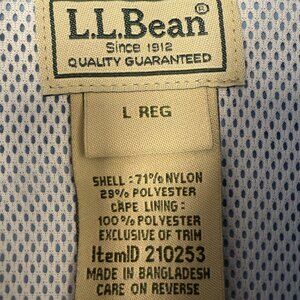 L.L.Bean®
Since 1912
QUALITY GUARANTEED
L REG
SHELL: 71% NYLON
29% POLYESTER
CAPE LINING:
100% POLYESTER
EXCLUSIVE OF TRIM
ItemID 210253
MADE IN BANGLADESH
CARE ON REVERSE